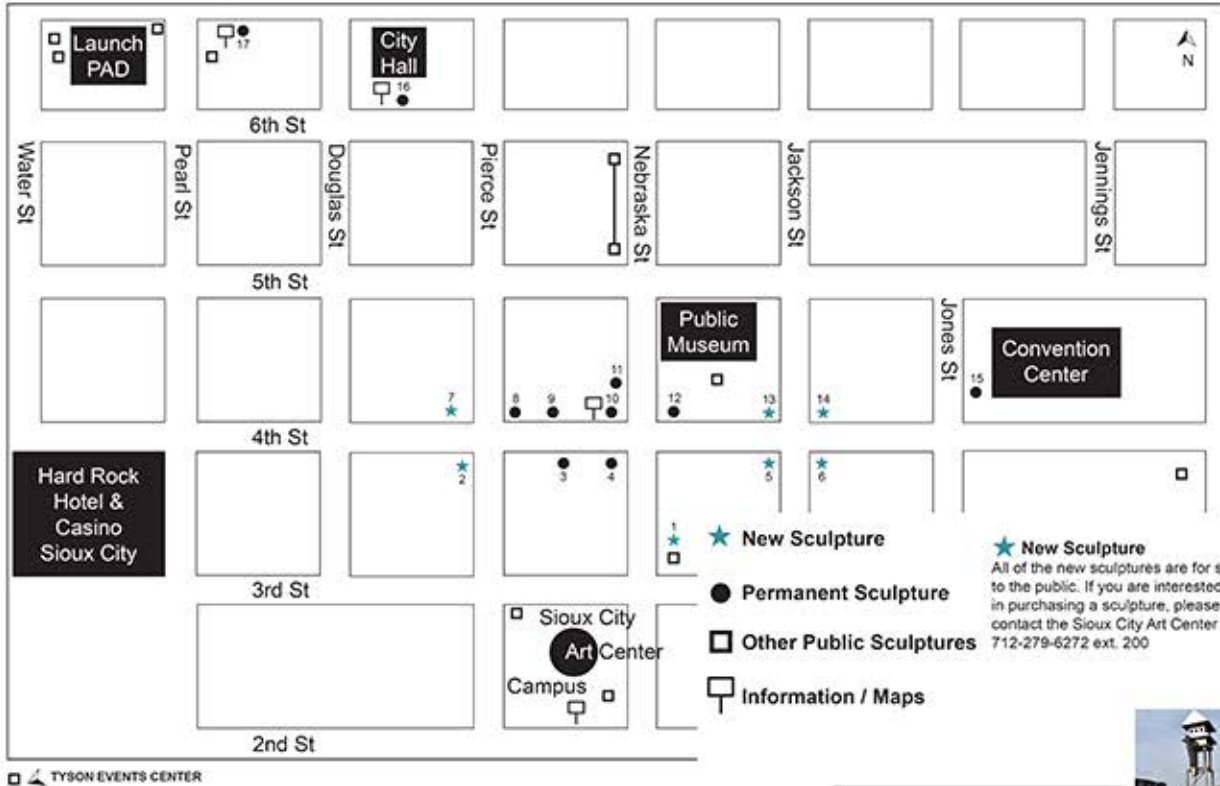 Launch
PAD
17
City
Hall
16
N
6th St
Water St
Pearl St
Douglas St
Pierce St
Nebraska St
Jackson St
Jennings St
5th St
Public
Museum
Jones St
Convention
Center
7
8
9
10
11
12
13
14
15
4th St
Hard Rock
Hotel &
Casino
Sioux City
2
3
4
5
6
1
3rd St
Sioux City
Art Center
Campus
2nd St
New Sculpture
Permanent Sculpture
Other Public Sculptures
Information / Maps
New Sculpture
All of the new sculptures are for s
to the public. If you are interested
in purchasing a sculpture, please
contact the Sioux City Art Center
712-279-6272 ext. 200
TYSON EVENTS CENTER